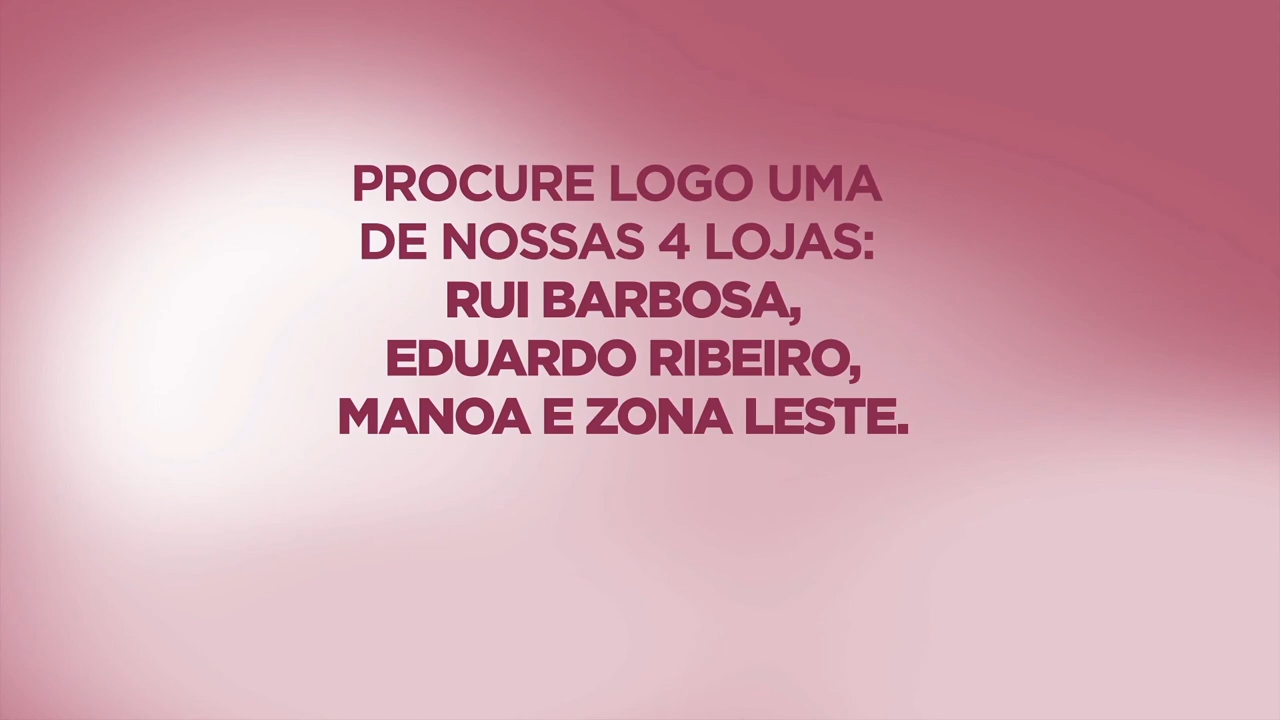 PROCURE LOGO UMA
DE NOSSAS 4 LOJAS:
RUI BARBOSA,
EDUARDO RIBEIRO,
MANOA E ZONA LESTE.